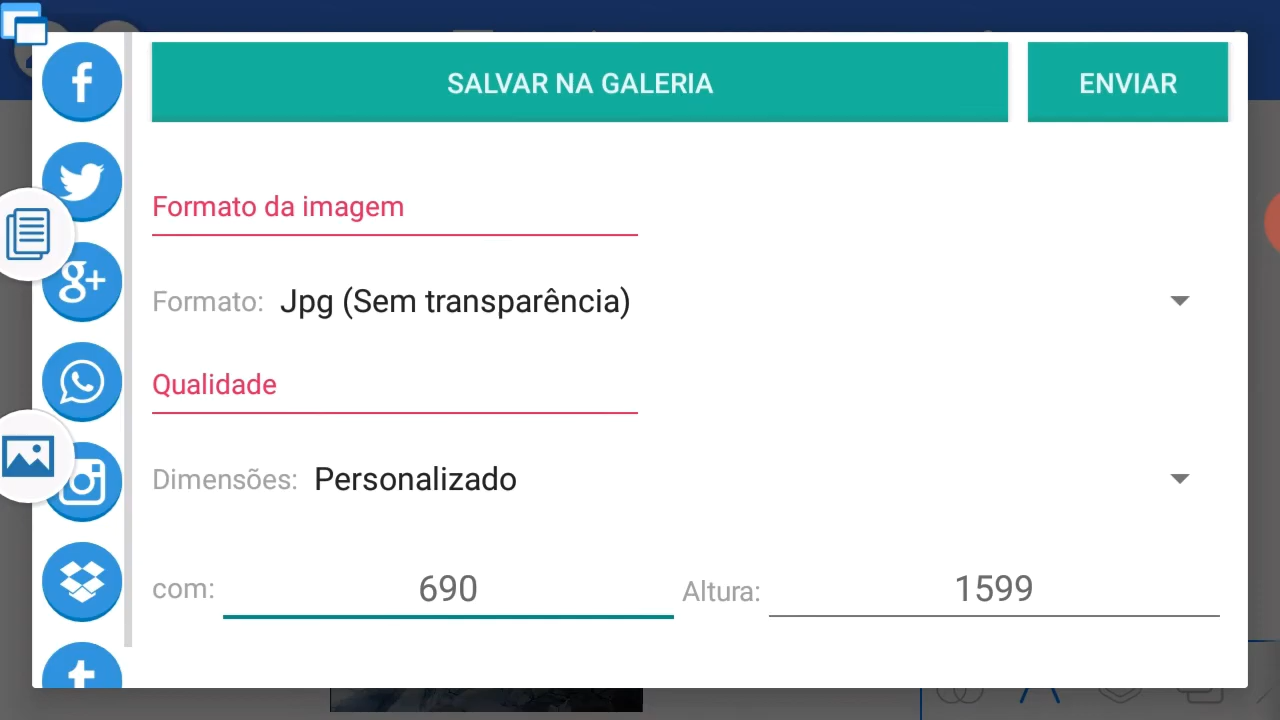 SALVAR NA GALERIA
ENVIAR
Formato da imagem
Formato: Jpg (Sem transparência)
Qualidade
Dimensões: Personalizado
com: 690 Altura: 1599